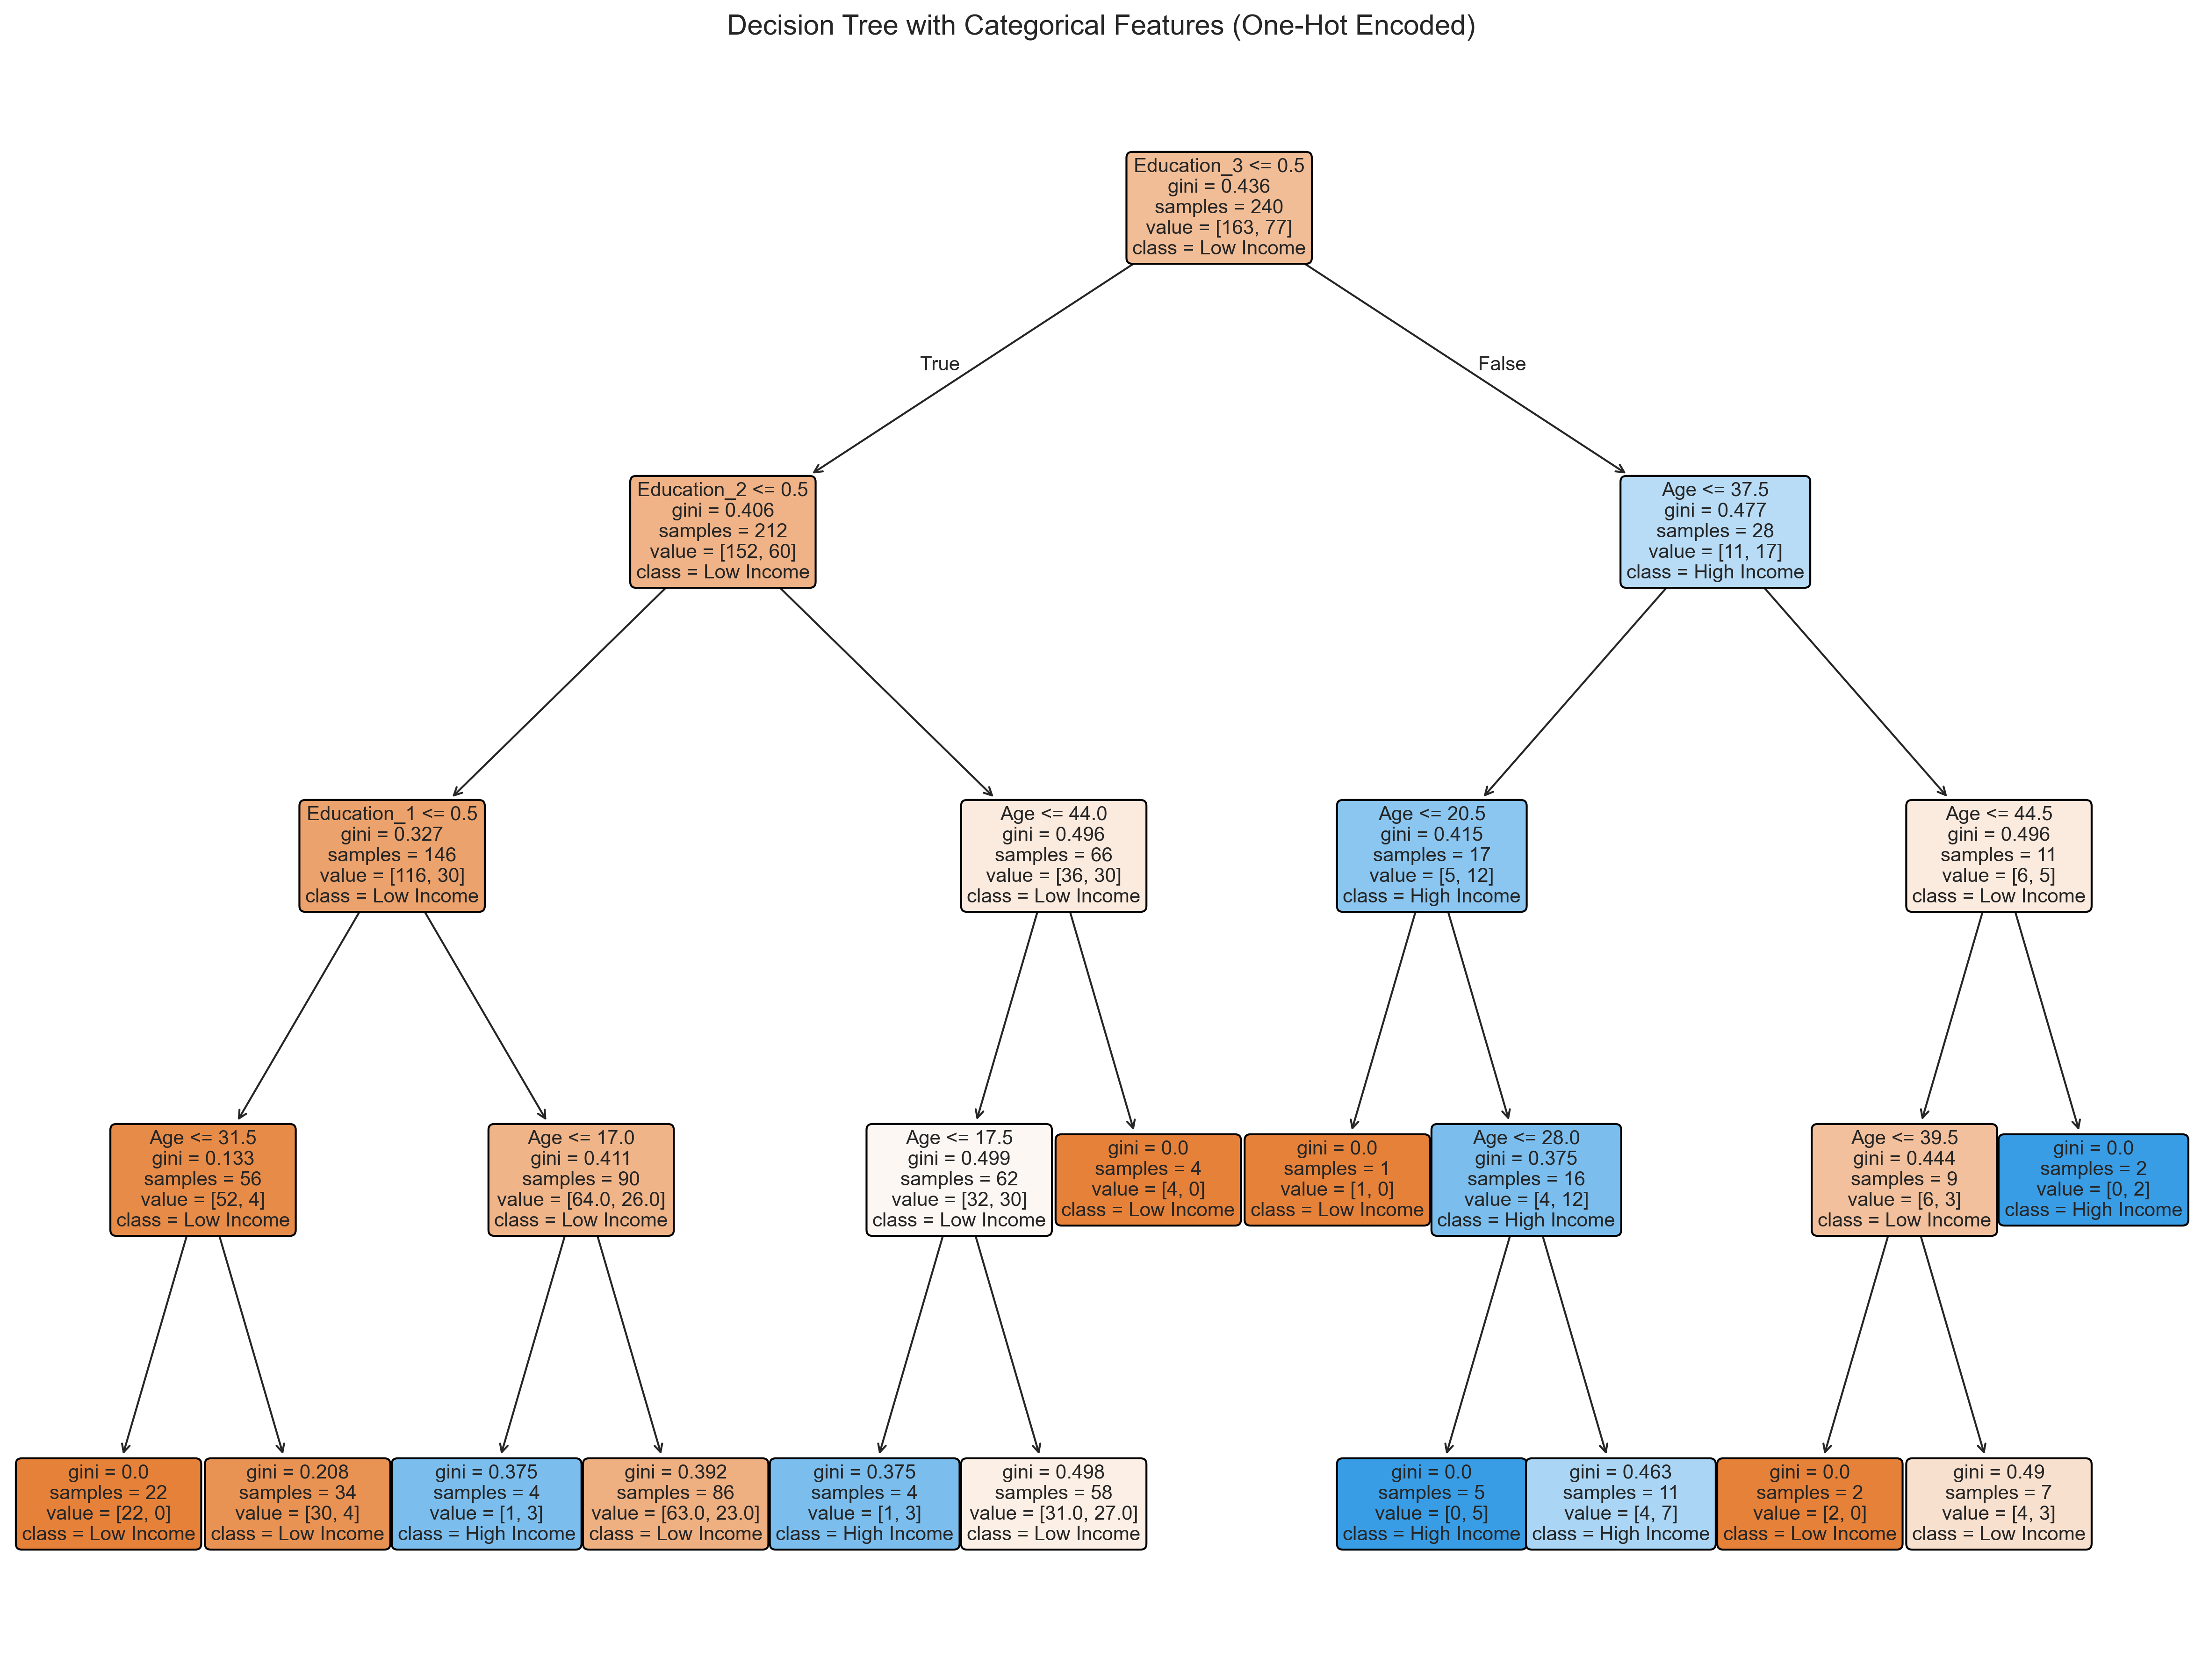 Decision Tree with Categorical Features (One-Hot Encoded)
Education_3 <= 0.5
gini = 0.436
samples = 240
value = [163, 77]
class = Low Income
True
False
Education_2 <= 0.5
gini = 0.406
samples = 212
value = [152, 60]
class = Low Income
Age <= 37.5
gini = 0.477
samples = 28
value = [11, 17]
class = High Income
Education_1 <= 0.5
gini = 0.327
samples = 146
value = [116, 30]
class = Low Income
Age <= 44.0
gini = 0.496
samples = 66
value = [36, 30]
class = Low Income
Age <= 20.5
gini = 0.415
samples = 17
value = [5, 12]
class = High Income
Age <= 44.5
gini = 0.496
samples = 11
value = [6, 5]
class = Low Income
Age <= 31.5
gini = 0.133
samples = 56
value = [52, 4]
class = Low Income
Age <= 17.0
gini = 0.411
samples = 90
value = [64.0, 26.0]
class = Low Income
Age <= 17.5
gini = 0.499
samples = 62
value = [32, 30]
class = Low Income
gini = 0.0
samples = 4
value = [4, 0]
class = Low Income
gini = 0.0
samples = 1
value = [1, 0]
class = Low Income
Age <= 28.0
gini = 0.375
samples = 16
value = [4, 12]
class = High Income
Age <= 39.5
gini = 0.444
samples = 9
value = [6, 3]
class = Low Income
gini = 0.0
samples = 2
value = [0, 2]
class = High Income
gini = 0.0
samples = 22
value = [22, 0]
class = Low Income
gini = 0.208
samples = 34
value = [30, 4]
class = Low Income
gini = 0.375
samples = 4
value = [1, 3]
class = High Income
gini = 0.392
samples = 86
value = [63.0, 23.0]
class = Low Income
gini = 0.375
samples = 4
value = [1, 3]
class = High Income
gini = 0.498
samples = 58
value = [31.0, 27.0]
class = Low Income
gini = 0.0
samples = 5
value = [0, 5]
class = High Income
gini = 0.463
samples = 11
value = [4, 7]
class = High Income
gini = 0.0
samples = 2
value = [2, 0]
class = Low Income
gini = 0.49
samples = 7
value = [4, 3]
class = Low Income